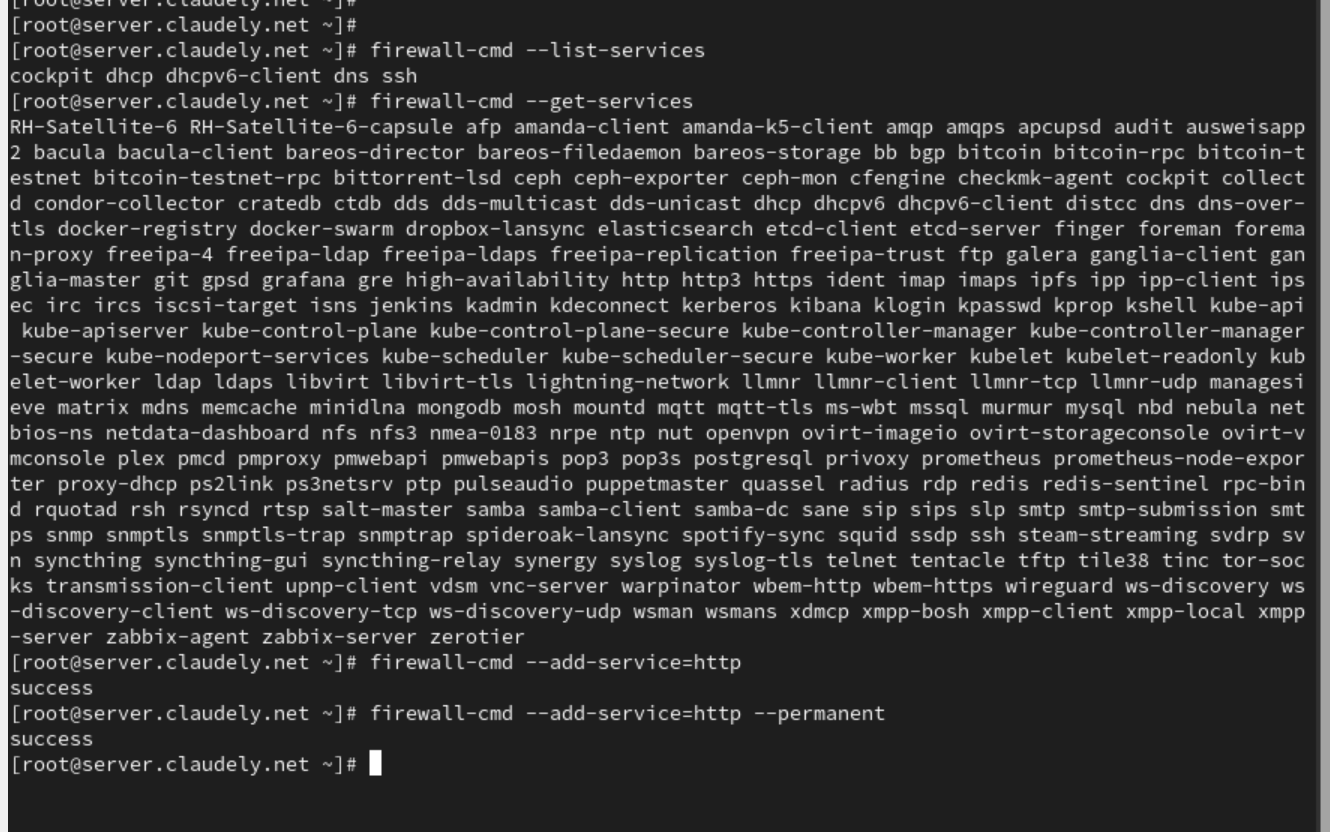 [root@server.claudely.net ~]#
[root@server.claudely.net ~]#
[root@server.claudely.net ~]# firewall-cmd --list-services
cockpit dhcp dhcpv6-client dns ssh
[root@server.claudely.net ~]# firewall-cmd --get-services
RH-Satellite-6 RH-Satellite-6-capsule afp amanda-client amanda-k5-client amqp amqps apcupsd audit ausweisapp
2 bacula bacula-client bareos-director bareos-filedaemon bareos-storage bb bgp bitcoin bitcoin-rpc bitcoin-t
estnet bitcoin-testnet-rpc bittorrent-lsd ceph ceph-exporter ceph-mon cfengine checkmk-agent cockpit collect
d condor-collector cratedb ctdb dds dds-multicast dds-unicast dhcp dhcpv6 dhcpv6-client distcc dns dns-over-
tls docker-registry docker-swarm dropbox-lansync elasticsearch etcd-client etcd-server finger foreman forema
n-proxy freeipa-4 freeipa-ldap freeipa-ldaps freeipa-replication freeipa-trust ftp galera ganglia-client gan
glia-master git gpsd grafana gre high-availability http http3 https ident imap imaps ipfs ipp ipp-client ips
ec irc ircs iscsi-target isns jenkins kadmin kdeconnect kerberos kibana klogin kpasswd kprop kshell kube-api
 kube-apiserver kube-control-plane kube-control-plane-secure kube-controller-manager kube-controller-manager
-secure kube-nodeport-services kube-scheduler kube-scheduler-secure kube-worker kubelet kubelet-readonly kub
elet-worker ldap ldaps libvirt libvirt-tls lightning-network llmnr llmnr-client llmnr-tcp llmnr-udp managesi
eve matrix mdns memcache minidlna mongodb mosh mountd mqtt mqtt-tls ms-wbt mssql murmur mysql nbd nebula net
bios-ns netdata-dashboard nfs nfs3 nmea-0183 nrpe ntp nut openvpn ovirt-imageio ovirt-storageconsole ovirt-v
mconsole plex pmcd pmproxy pmwebapi pmwebapis pop3 pop3s postgresql privoxy prometheus prometheus-node-expor
ter proxy-dhcp ps2link ps3netsrv ptp pulseaudio puppetmaster quassel radius rdp redis redis-sentinel rpc-bin
d rquotad rsh rsyncd rtsp salt-master samba samba-client samba-dc sane sip sips slp smtp smtp-submission smt
ps snmp snmptls snmptls-trap snmptrap spideroak-lansync spotify-sync squid ssdp ssh steam-streaming svdrp sv
n syncthing syncthing-gui syncthing-relay synergy syslog syslog-tls telnet tentacle tftp tile38 tinc tor-soc
ks transmission-client upnp-client vdsm vnc-server warpinator wbem-http wbem-https wireguard ws-discovery ws
-discovery-client ws-discovery-tcp ws-discovery-udp wsman wsmans xdmcp xmpp-bosh xmpp-client xmpp-local xmpp
-server zabbix-agent zabbix-server zerotier
[root@server.claudely.net ~]# firewall-cmd --add-service=http
success
[root@server.claudely.net ~]# firewall-cmd --add-service=http --permanent
success
[root@server.claudely.net ~]#